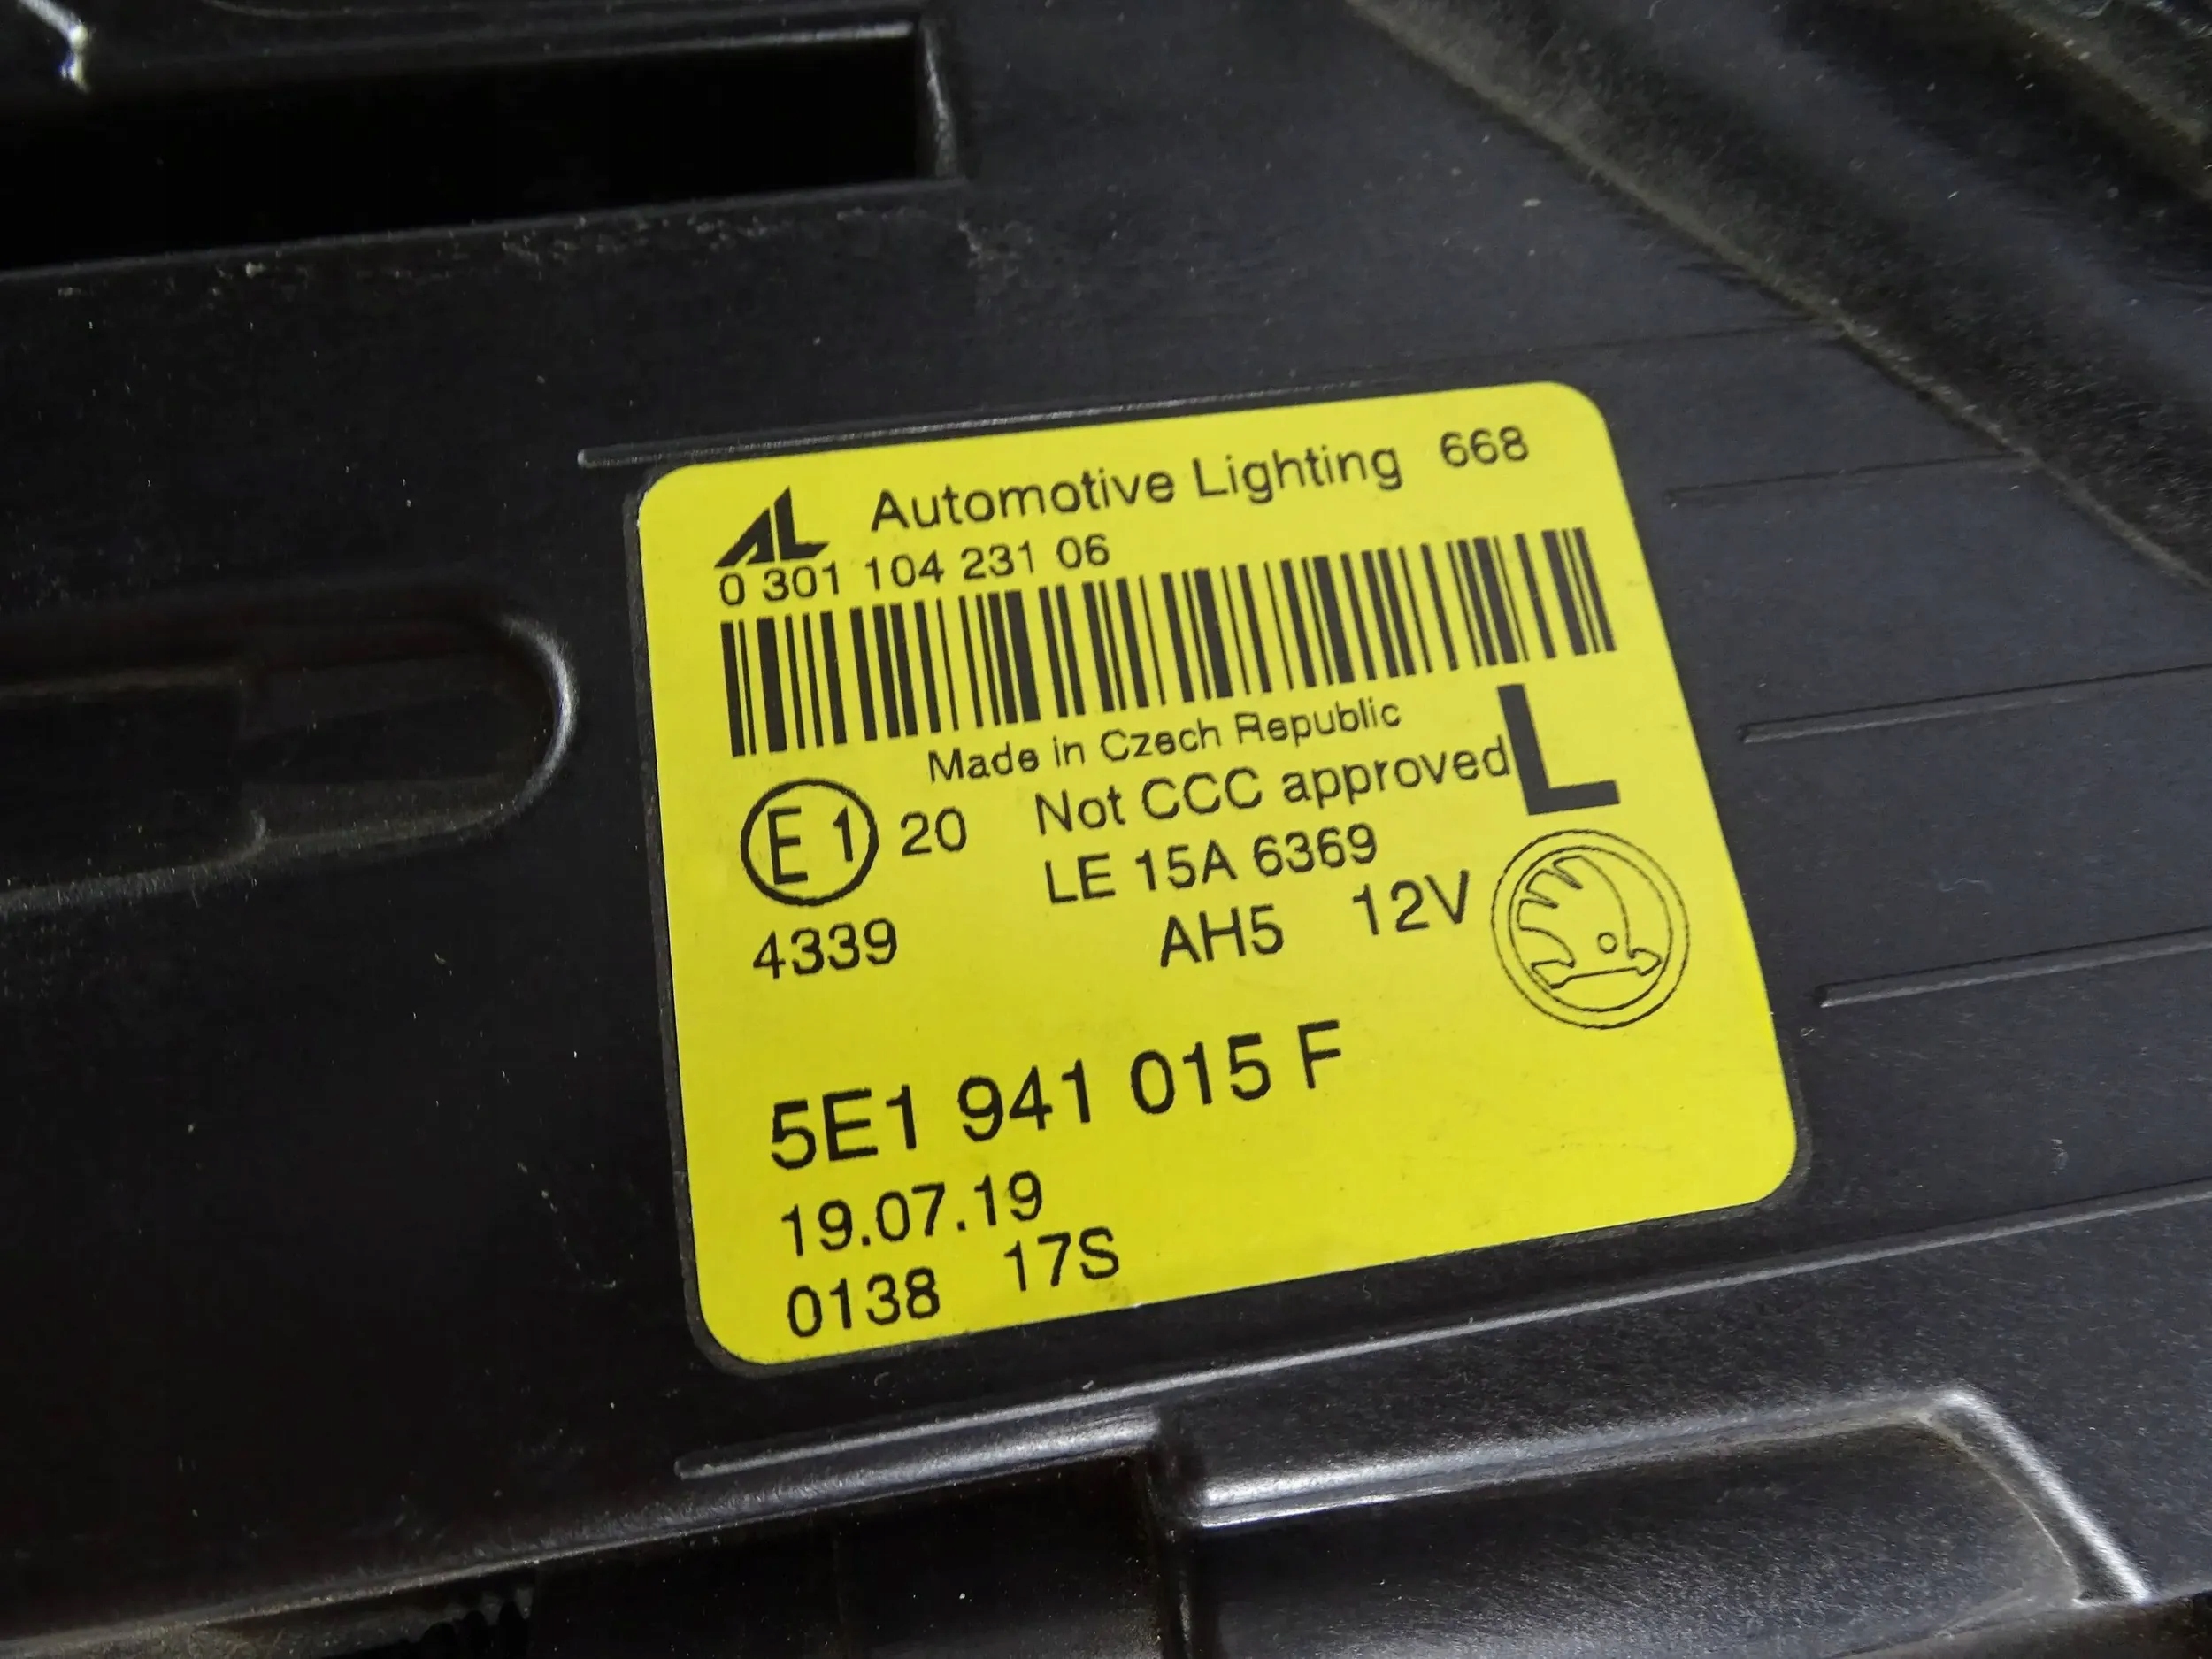 AL Automotive Lighting 668
0 301 104 231 06
Made in Czech Republic
L
E1 20 Not CCC approved
LE 15A 6369
4339 AH5 12V
5E1 941 015 F
19.07.19
0138 17S